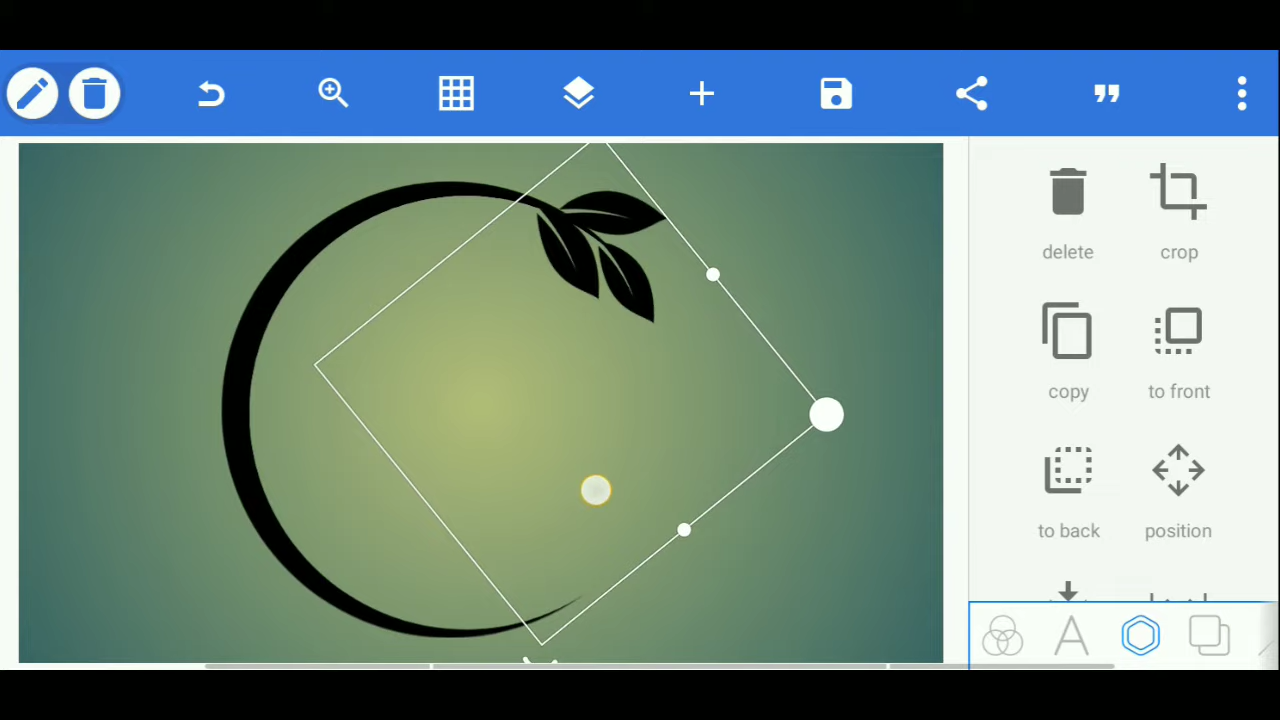 delete
crop
copy
to front
to back
position